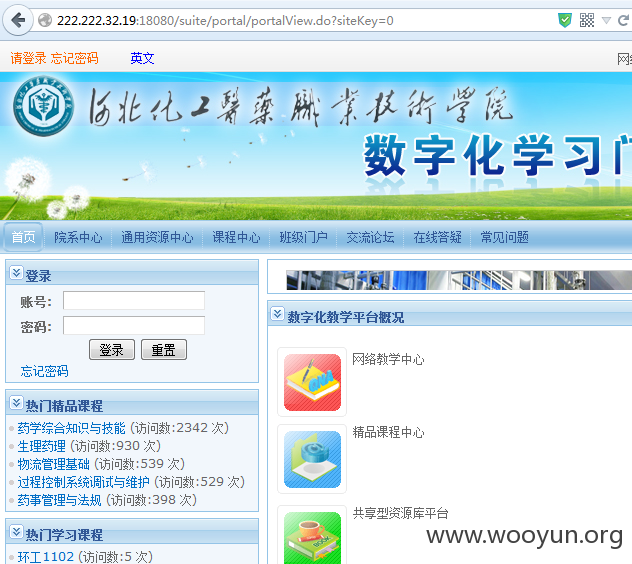 222.222.32.19:18080/suite/portal/portalView.do?siteKey=0
请登录 忘记密码 英文
河北化工醫藥職業技術學院
数字化学习门
首页 院系中心 通用资源中心 课程中心 班级门户 交流论坛 在线答疑 常见问题
登录
账号：
密码：
登录 重置
忘记密码
热门精品课程
药学综合知识与技能 (访问数:2342 次)
生理药理 (访问数:930 次)
物流管理基础 (访问数:539 次)
过程控制系统调试与维护 (访问数:529 次)
药事管理与法规 (访问数:398 次)
热门学习课程
环工1102 (访问数:5 次)
数字化教学平台概况
网络教学中心
精品课程中心
共享型资源库平台
BOOK
www.wooyun.org